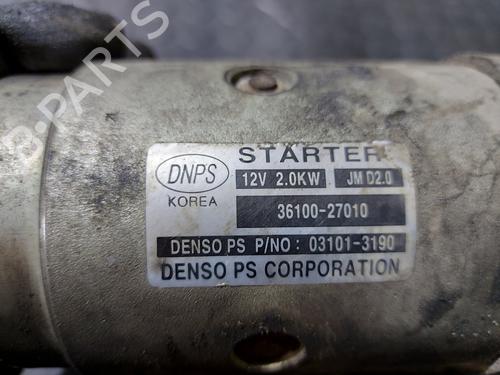 B-PARTS
STARTER
DNPS
KOREA
12V 2.0KW
JM D2.0
36100-27010
DENSO PS P/NO : 03101-3190
DENSO PS CORPORATION